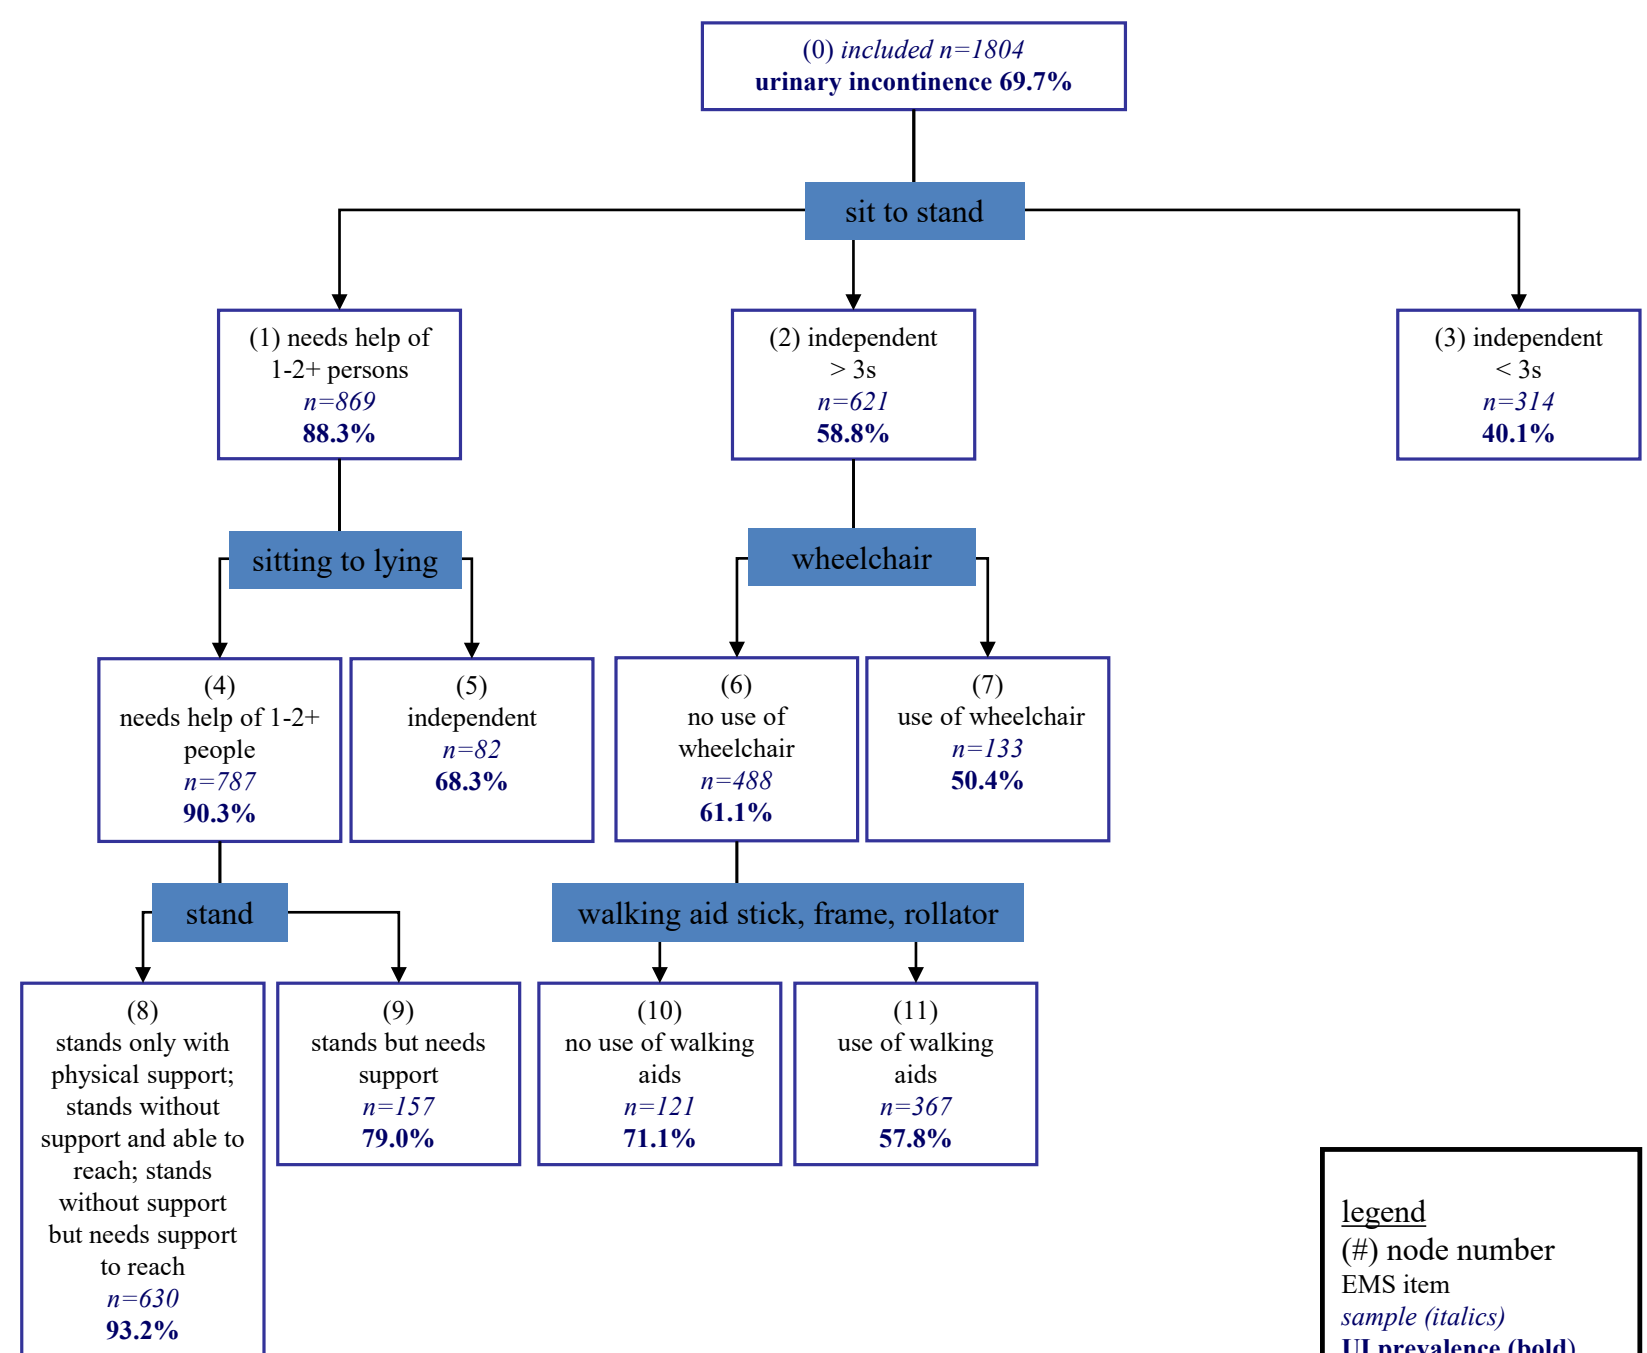 (0) included n=1804
urinary incontinence 69.7%
sit to stand
(1) needs help of
1-2+ persons
n=869
88.3%
(2) independent
> 3s
n=621
58.8%
(3) independent
< 3s
n=314
40.1%
sitting to lying
wheelchair
(4)
needs help of 1-2+
people
n=787
90.3%
(5)
independent
n=82
68.3%
(6)
no use of
wheelchair
n=488
61.1%
(7)
use of wheelchair
n=133
50.4%
stand
walking aid stick, frame, rollator
(8)
stands only with
physical support;
stands without
support and able to
reach; stands
without support
but needs support
to reach
n=630
93.2%
(9)
stands but needs
support
n=157
79.0%
(10)
no use of walking
aids
n=121
71.1%
(11)
use of walking
aids
n=367
57.8%
legend
(#) node number
EMS item
sample (italics)
UI prevalence (bold)